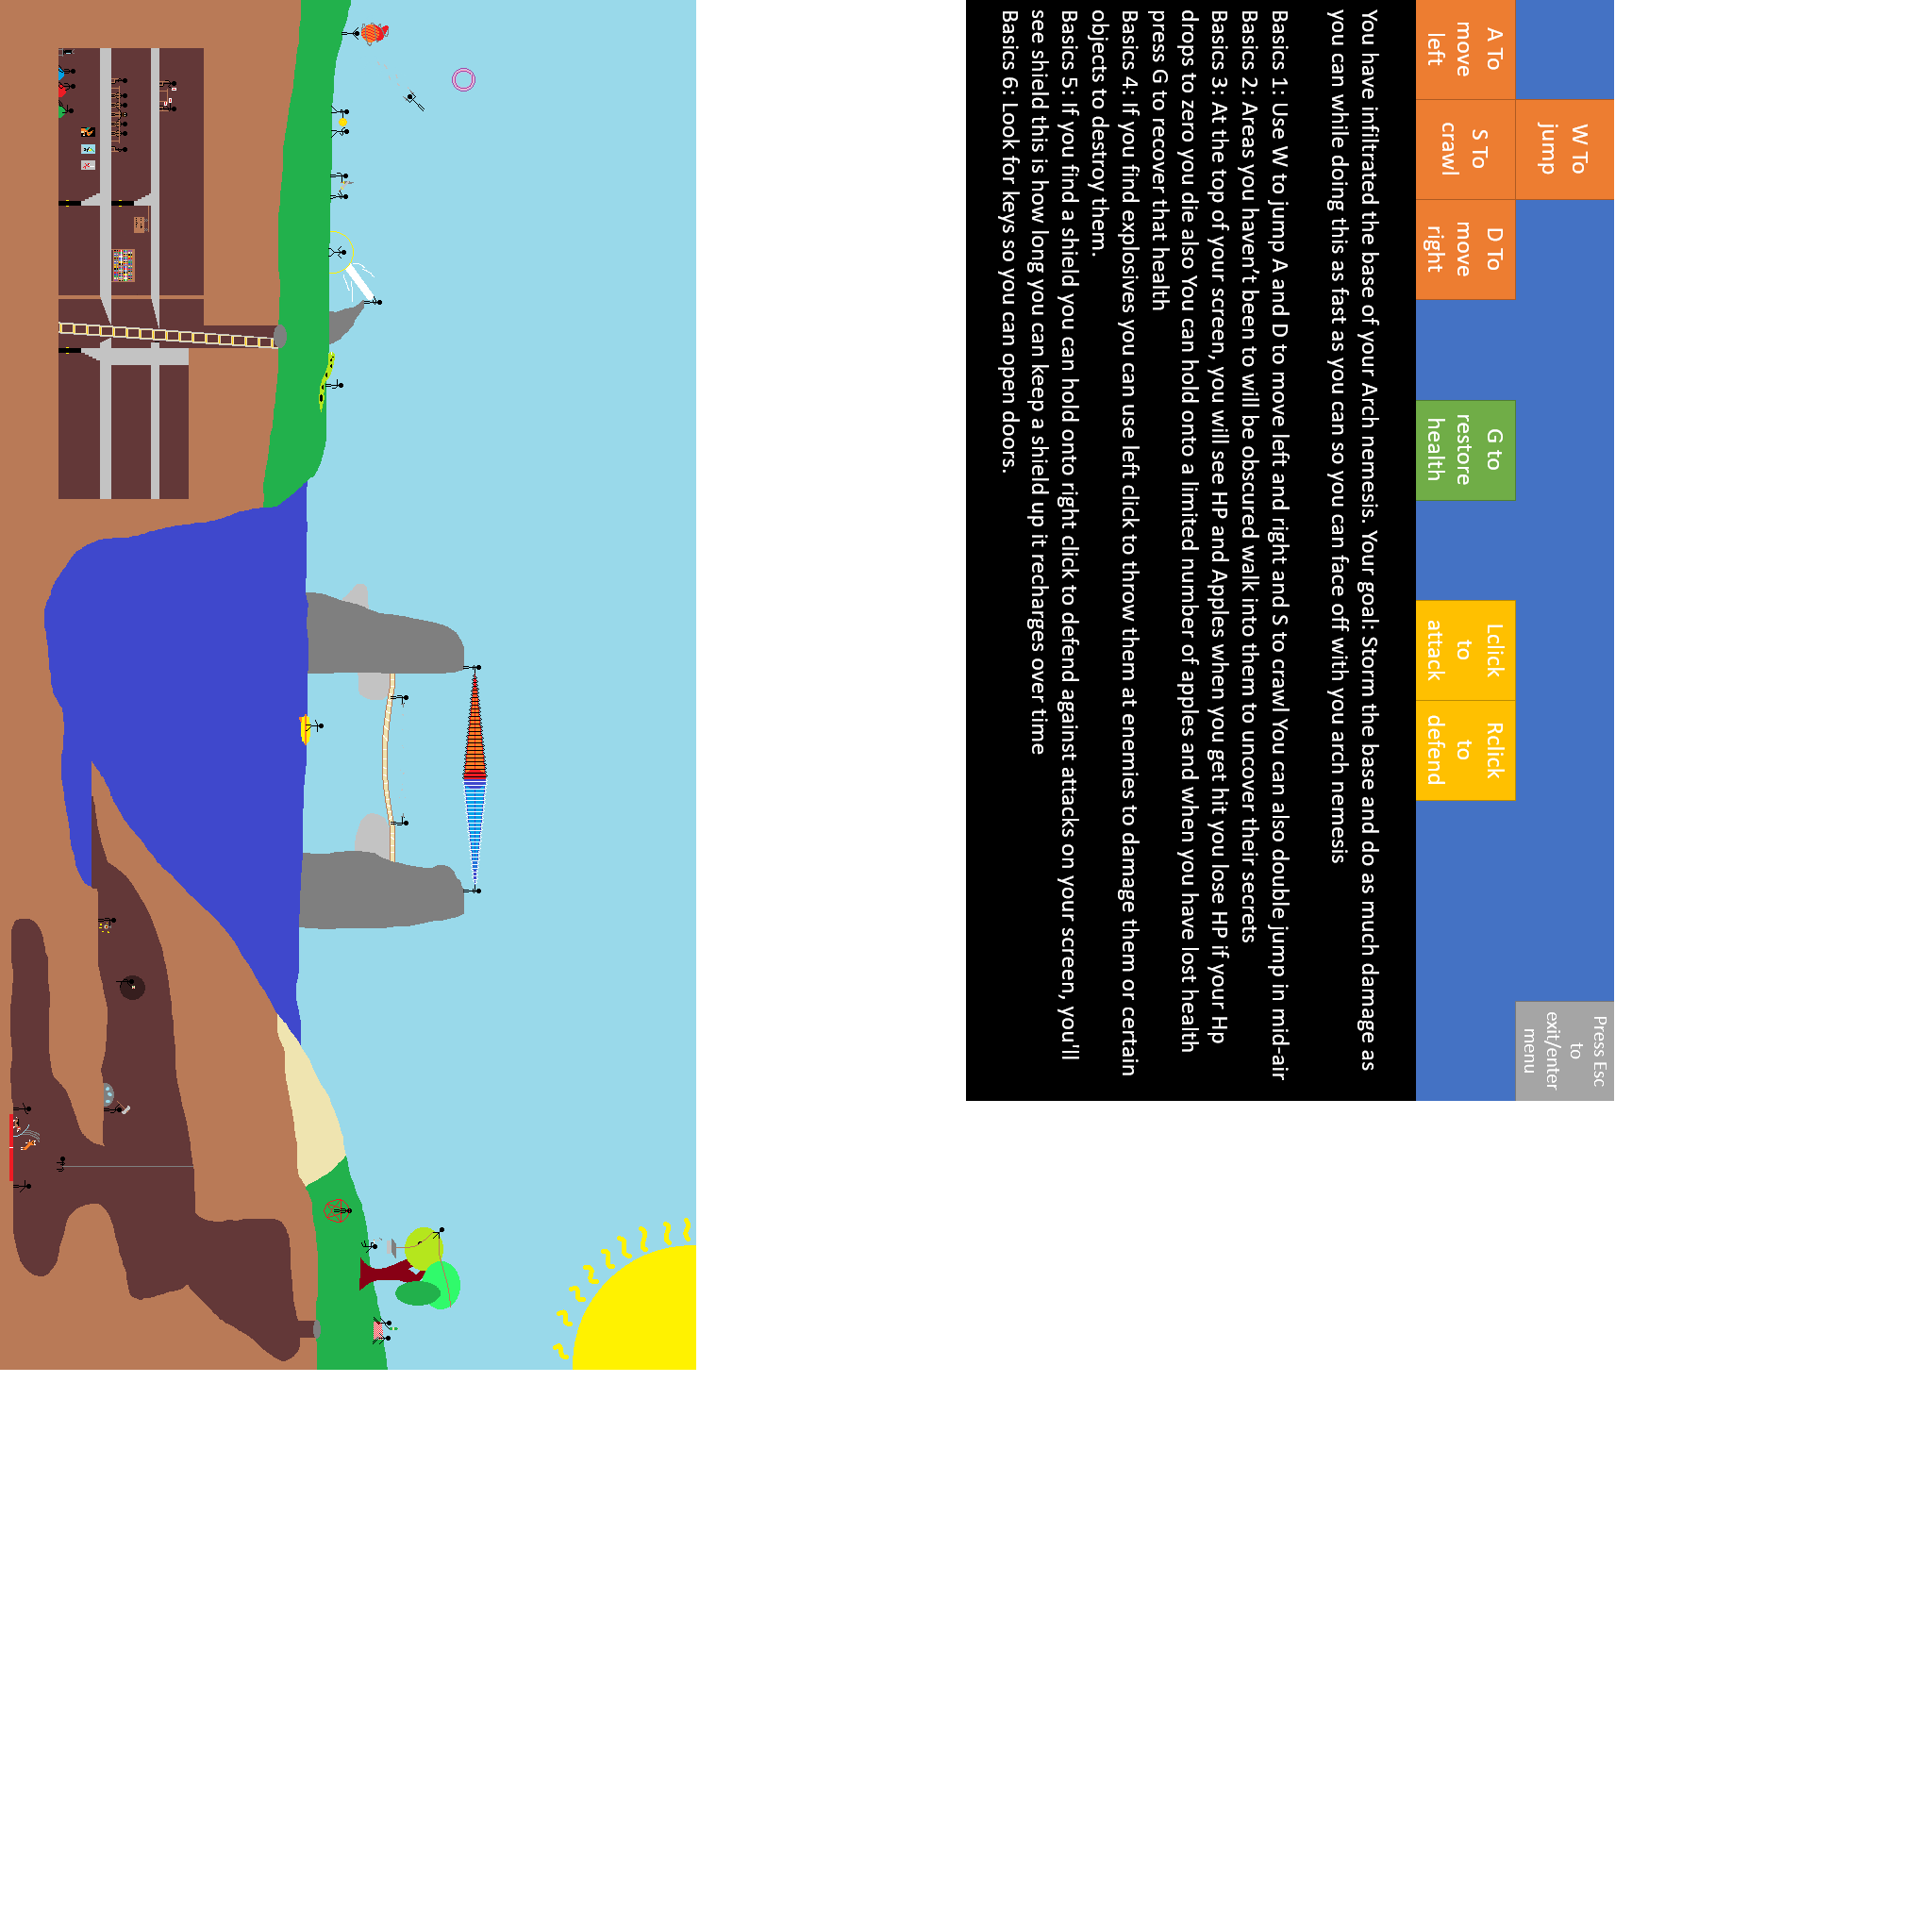 W To
jump
Press Esc
to
exit/enter
menu
A To
move
left
S To
crawl
D To
move
right
G to
restore
health
Lclick
to
attack
Rclick
to
defend
You have infiltrated the base of your Arch nemesis. Your goal: Storm the base and do as much damage as
you can while doing this as fast as you can so you can face off with you arch nemesis
Basics 1: Use W to jump A and D to move left and right and S to crawl You can also double jump in mid-air
Basics 2: Areas you haven't been to will be obscured walk into them to uncover their secrets
Basics 3: At the top of your screen, you will see HP and Apples when you get hit you lose HP if your Hp
drops to zero you die also You can hold onto a limited number of apples and when you have lost health
press G to recover that health
Basics 4: If you find explosives you can use left click to throw them at enemies to damage them or certain
objects to destroy them.
Basics 5: If you find a shield you can hold onto right click to defend against attacks on your screen, you'll
see shield this is how long you can keep a shield up it recharges over time
Basics 6: Look for keys so you can open doors.